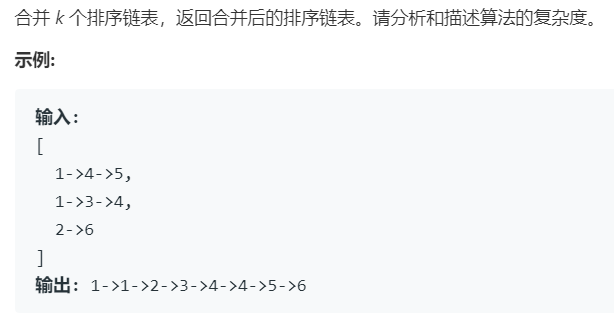 合并 k 个排序链表，返回合并后的排序链表。请分析和描述算法的复杂度。
示例:
输入:
[
  1->4->5,
  1->3->4,
  2->6
]
输出: 1->1->2->3->4->4->5->6